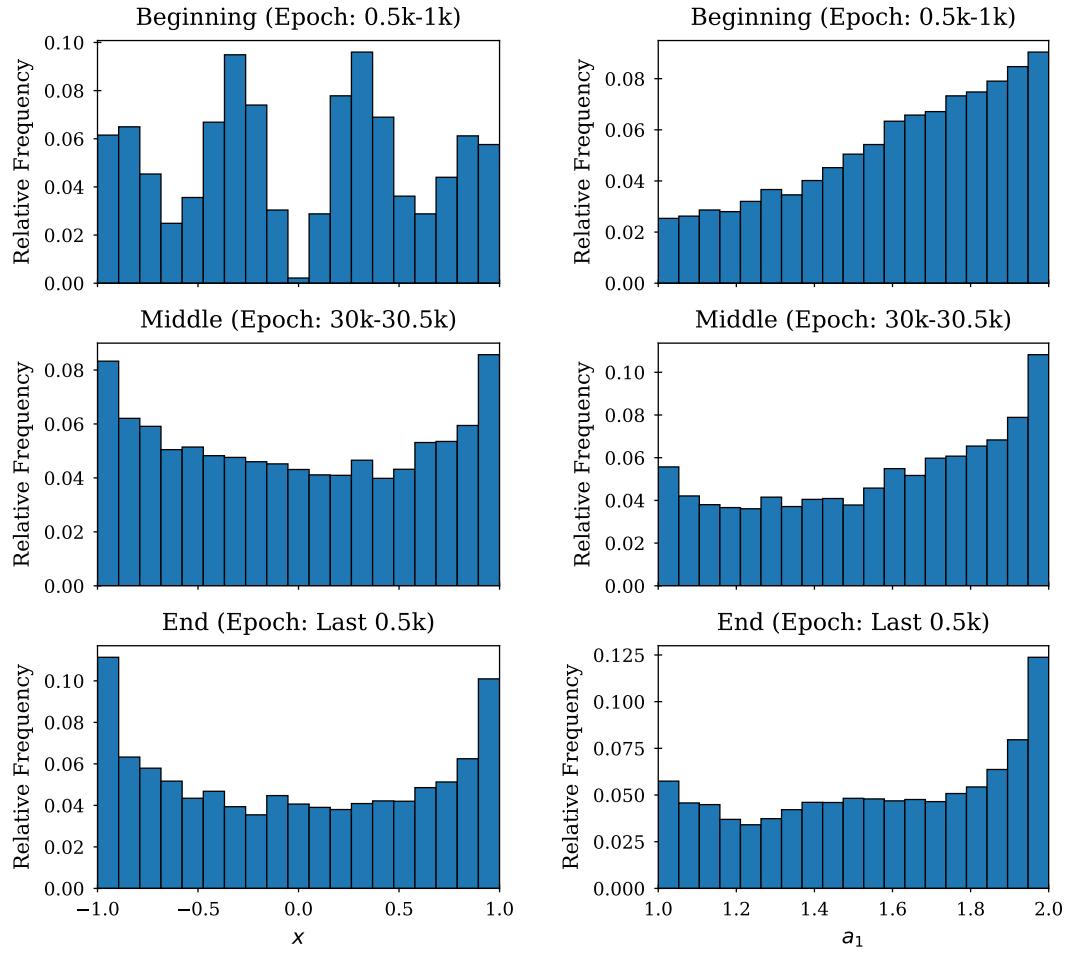 Beginning (Epoch: 0.5k-1k)
Relative Frequency
0.10
0.08
0.06
0.04
0.02
0.00
Beginning (Epoch: 0.5k-1k)
Relative Frequency
0.08
0.06
0.04
0.02
0.00
Middle (Epoch: 30k-30.5k)
Relative Frequency
0.08
0.06
0.04
0.02
0.00
Middle (Epoch: 30k-30.5k)
Relative Frequency
0.10
0.08
0.06
0.04
0.02
0.00
End (Epoch: Last 0.5k)
Relative Frequency
0.10
0.08
0.06
0.04
0.02
0.00
−1.0 −0.5 0.0 0.5 1.0
x
End (Epoch: Last 0.5k)
Relative Frequency
0.125
0.100
0.075
0.050
0.025
0.000
1.0 1.2 1.4 1.6 1.8 2.0
a₁